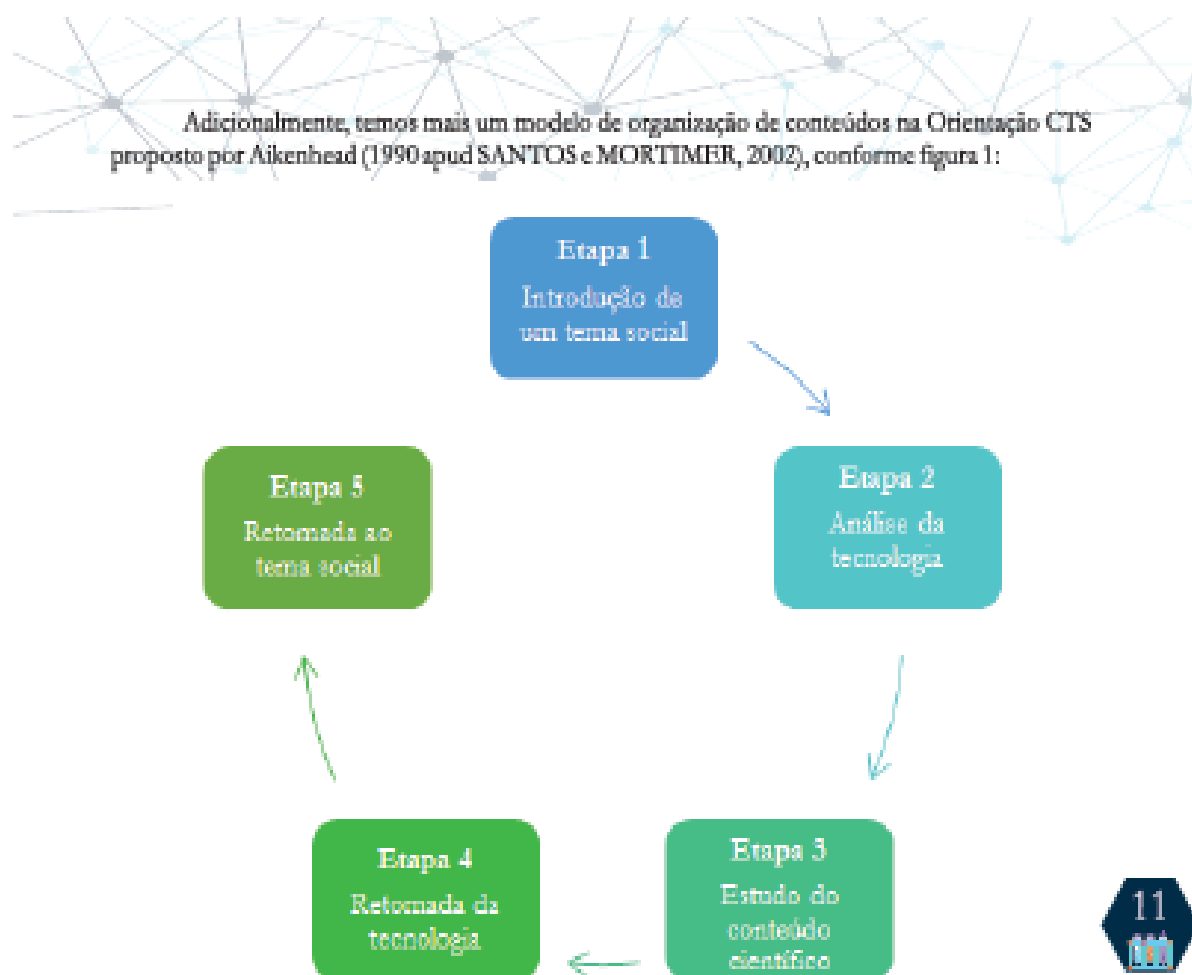 Adicionalmente, temos mais um modelo de organização de conteúdos na Orientação CTS
proposto por Aikenhead (1990 apud SANTOS e MORTIMER, 2002), conforme figura 1:
Etapa 1
Introdução de
um tema social
Etapa 2
Análise da
tecnologia
Etapa 3
Estudo do
conteúdo
científico
Etapa 4
Retomada da
tecnologia
Etapa 5
Retomada ao
tema social
11